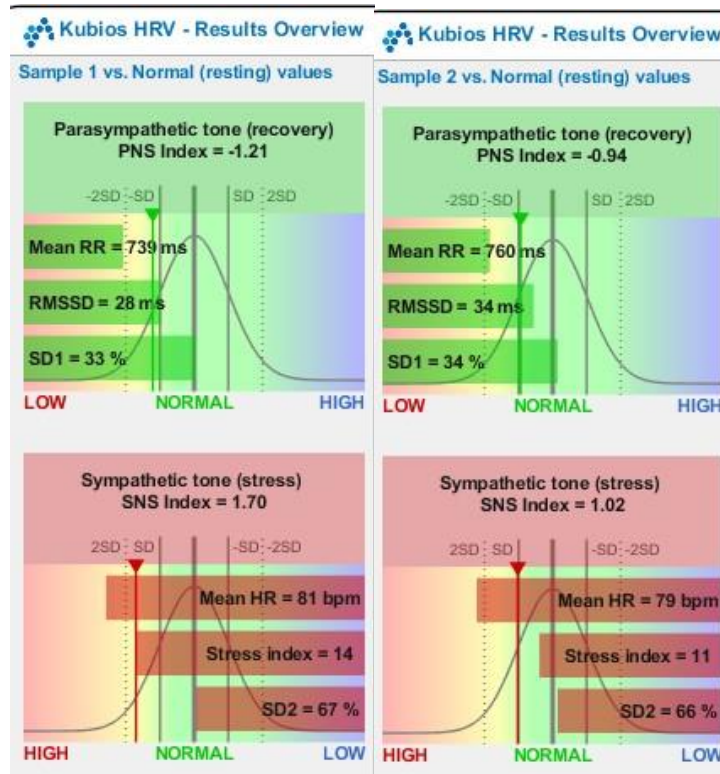 Kubios HRV - Results Overview
Sample 1 vs. Normal (resting) values
Parasympathetic tone (recovery)
PNS Index = -1.21
-2SD -SD SD 2SD
Mean RR = 739 ms
RMSSD = 28 ms
SD1 = 33 %
LOW NORMAL HIGH
Sympathetic tone (stress)
SNS Index = 1.70
2SD SD -SD -2SD
Mean HR = 81 bpm
Stress index = 14
SD2 = 67 %
HIGH NORMAL LOW
Kubios HRV - Results Overview
Sample 2 vs. Normal (resting) values
Parasympathetic tone (recovery)
PNS Index = -0.94
-2SD -SD SD 2SD
Mean RR = 760 ms
RMSSD = 34 ms
SD1 = 34 %
LOW NORMAL HIGH
Sympathetic tone (stress)
SNS Index = 1.02
2SD SD -SD -2SD
Mean HR = 79 bpm
Stress index = 11
SD2 = 66 %
HIGH NORMAL LOW